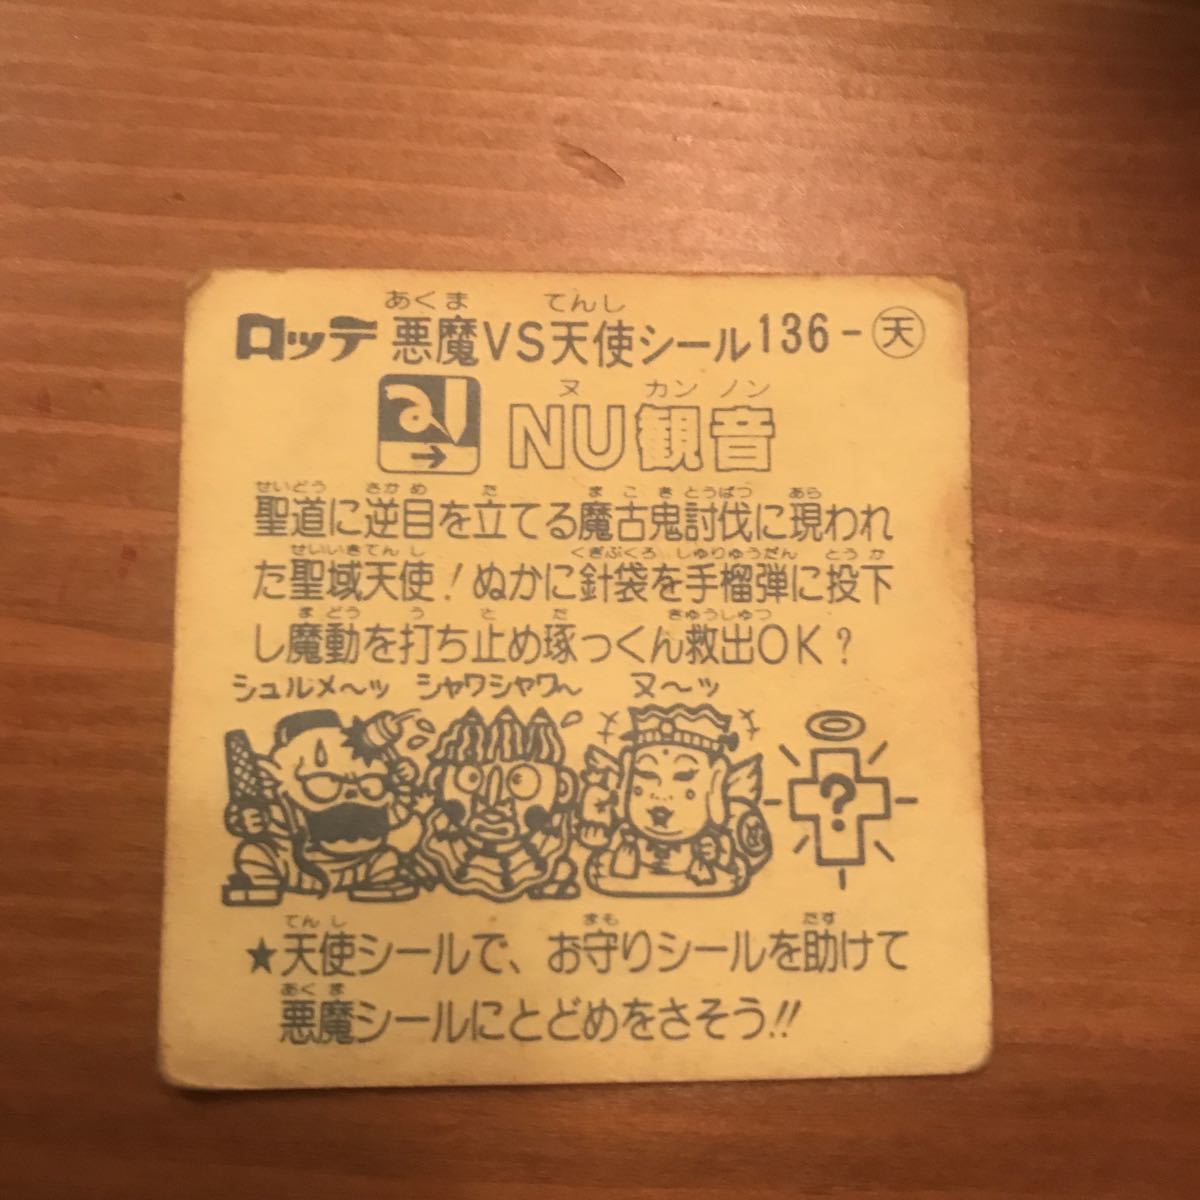 あくま てんし
ロッテ 悪魔VS天使シール136-天
ヌ カン ノン
NU観音
せいどう さかめ た まこきとうばつ あら
聖道に逆目を立てる魔古鬼討伐に現われ
せいいきてんし くぎぶくろ しゅりゅうだん とうか
た聖域天使!ぬかに針袋を手榴弾に投下
まどう う と だ きゅうしゅつ
し魔動を打ち止め琢っくん救出OK?
シュルメ〜ッ シャワシャワ〜 ヌ〜ッ
?
てんし まも たす
★天使シールで、お守りシールを助けて
あくま
悪魔シールにとどめをさそう!!